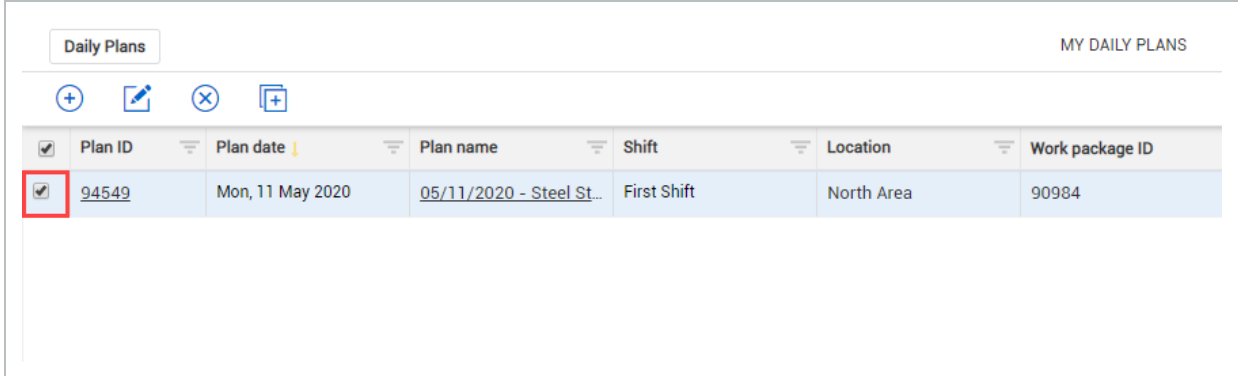 Daily Plans MY DAILY PLANS
Plan ID Plan date Plan name Shift Location Work package ID
94549 Mon, 11 May 2020 05/11/2020 - Steel St... First Shift North Area 90984